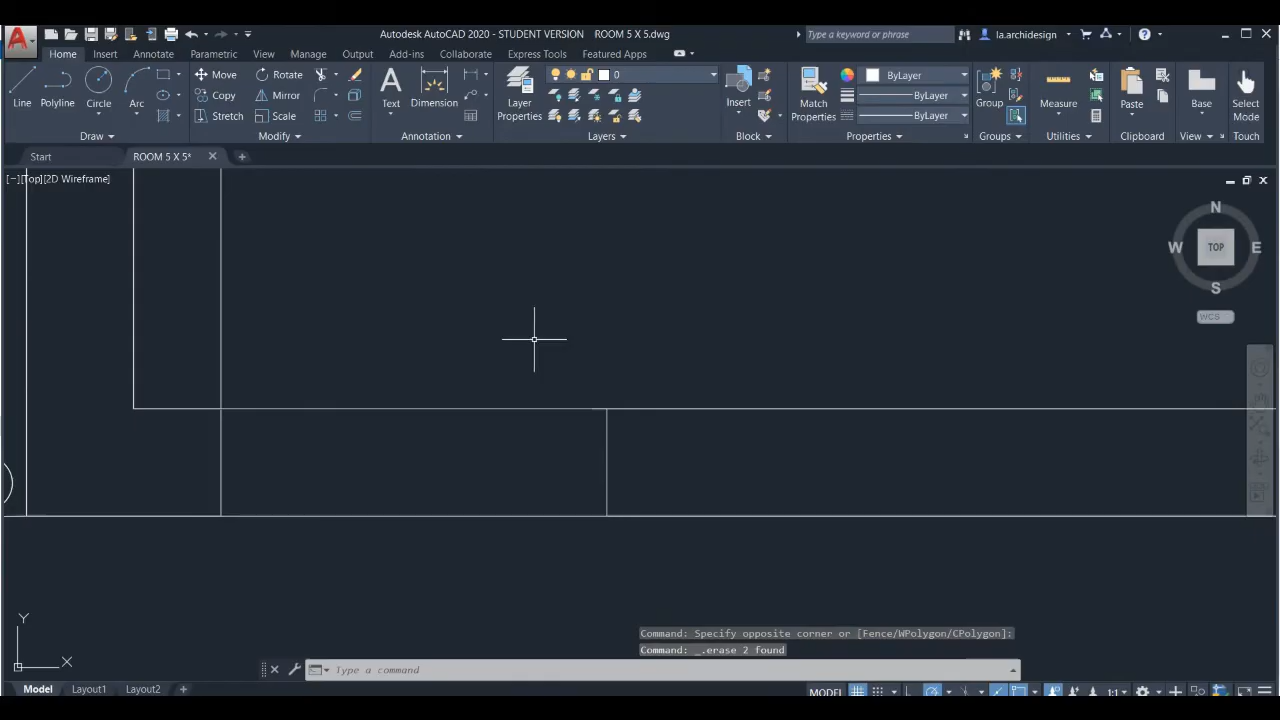 Autodesk AutoCAD 2020 - STUDENT VERSION ROOM 5 X 5.dwg
Type a keyword or phrase
la.archidesign
Home Insert Annotate Parametric View Manage Output Add-ins Collaborate Express Tools Featured Apps
Line Polyline Circle Arc
Move Rotate
Copy Mirror
Stretch Scale
Text Dimension
Layer Properties
0
Insert
Match Properties
ByLayer
ByLayer
ByLayer
Group
Measure
Paste
Base
Select Mode
Draw Modify Annotation Layers Block Properties Groups Utilities Clipboard View Touch
Start ROOM 5 X 5*
[−][Top][2D Wireframe]
N
W TOP E
S
WCS
Y
X
Command: Specify opposite corner or [Fence/WPolygon/CPolygon]:
Command: _.erase 2 found
Type a command
Model Layout1 Layout2
MODEL 1:1